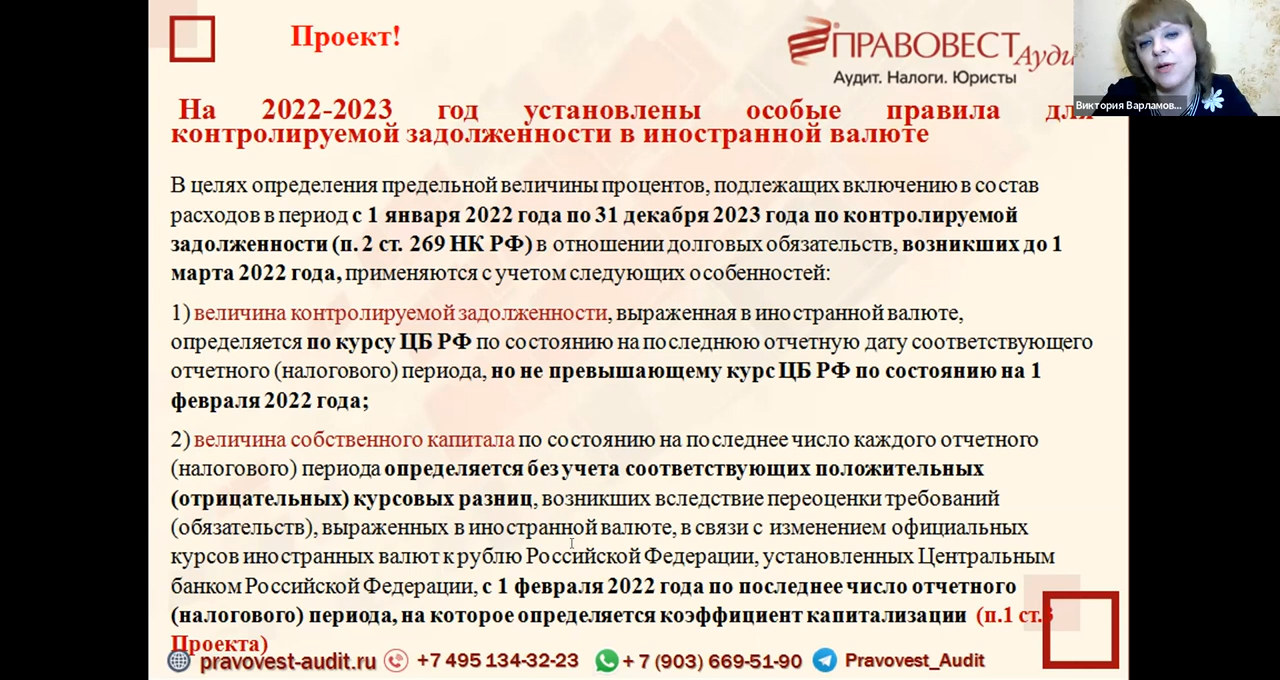 Проект!
ПРАВОВЕСТ Ауди
Аудит. Налоги. Юристы
Виктория Варламов...
На 2022-2023 год установлены особые правила для
контролируемой задолженности в иностранной валюте
В целях определения предельной величины процентов, подлежащих включению в состав
расходов в период с 1 января 2022 года по 31 декабря 2023 года по контролируемой
задолженности (п. 2 ст. 269 НК РФ) в отношении долговых обязательств, возникших до 1
марта 2022 года, применяются с учетом следующих особенностей:
1) величина контролируемой задолженности, выраженная в иностранной валюте,
определяется по курсу ЦБ РФ по состоянию на последнюю отчетную дату соответствующего
отчетного (налогового) периода, но не превышающему курс ЦБ РФ по состоянию на 1
февраля 2022 года;
2) величина собственного капитала по состоянию на последнее число каждого отчетного
(налогового) периода определяется без учета соответствующих положительных
(отрицательных) курсовых разниц, возникших вследствие переоценки требований
(обязательств), выраженных в иностранной валюте, в связи с изменением официальных
курсов иностранных валют к рублю Российской Федерации, установленных Центральным
банком Российской Федерации, с 1 февраля 2022 года по последнее число отчетного
(налогового) периода, на которое определяется коэффициент капитализации (п.1 ст.3
Проекта)
pravovest-audit.ru +7 495 134-32-23 + 7 (903) 669-51-90 Pravovest_Audit